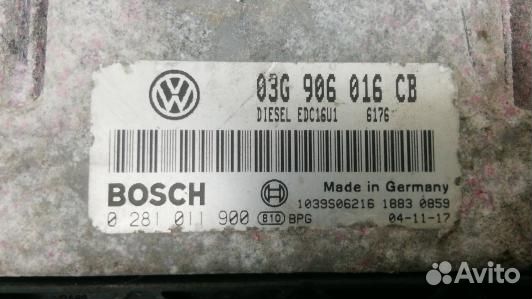 03G 906 016 CB
DIESEL EDC16U1 6176
BOSCH
Made in Germany
1039S06216 1883 0859
0 281 011 900 810 BPG 04-11-17
Avito